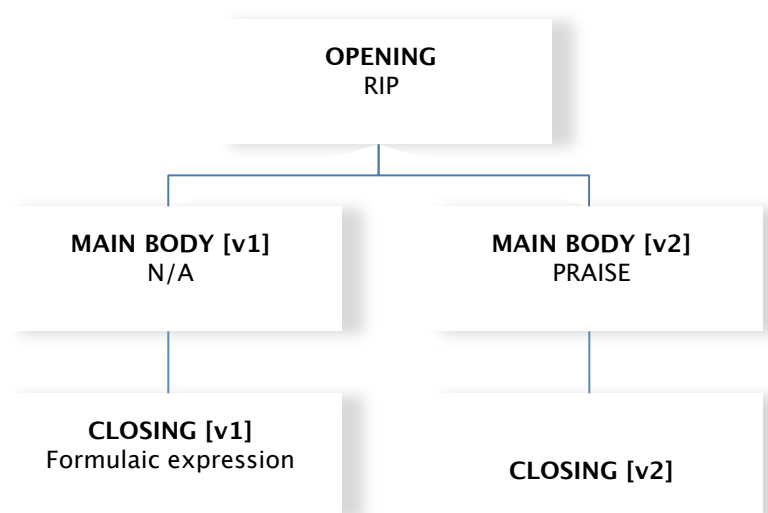 OPENING
RIP
MAIN BODY [v1]
N/A
MAIN BODY [v2]
PRAISE
CLOSING [v1]
Formulaic expression
CLOSING [v2]